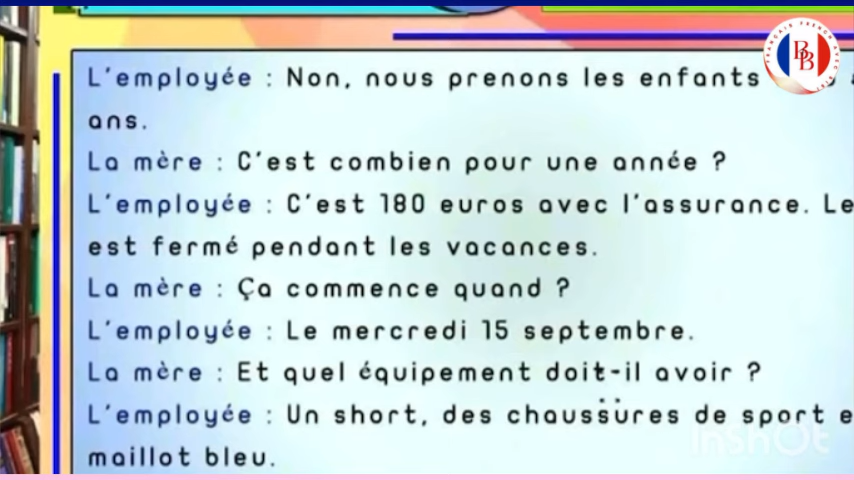 L'employée : Non, nous prenons les enfants
ans.
La mère : C'est combien pour une année ?
L'employée : C'est 180 euros avec l'assurance. Le
est fermé pendant les vacances.
La mère : Ça commence quand ?
L'employée : Le mercredi 15 septembre.
La mère : Et quel équipement doit-il avoir ?
L'employée : Un short, des chaussures de sport e
maillot bleu.
InShOt
BB